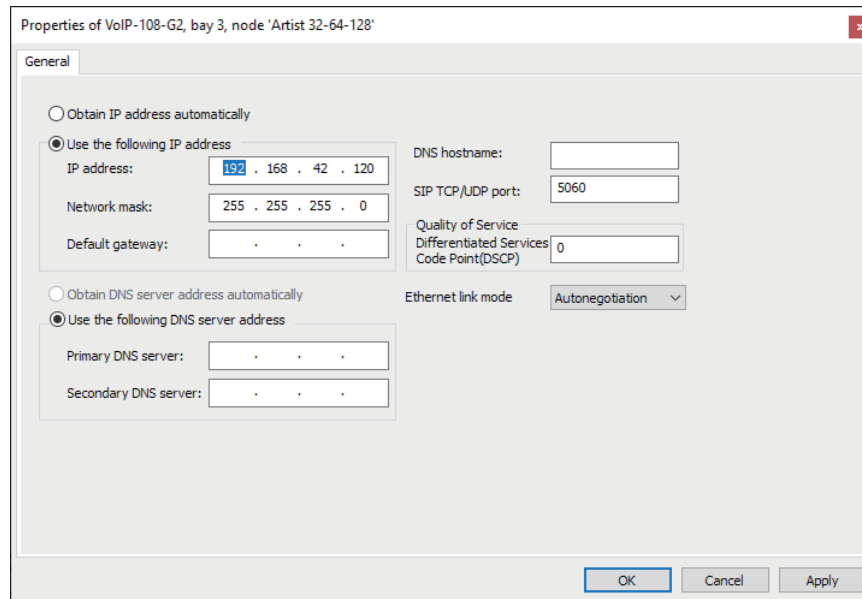 Properties of VoIP-108-G2, bay 3, node 'Artist 32-64-128'
x
General
Obtain IP address automatically
Use the following IP address
IP address: 192 . 168 . 42 . 120
Network mask: 255 . 255 . 255 . 0
Default gateway: . . .
Obtain DNS server address automatically
Use the following DNS server address
Primary DNS server: . . .
Secondary DNS server: . . .
DNS hostname:
SIP TCP/UDP port: 5060
Quality of Service
Differentiated Services
Code Point(DSCP) 0
Ethernet link mode Autonegotiation
OK Cancel Apply